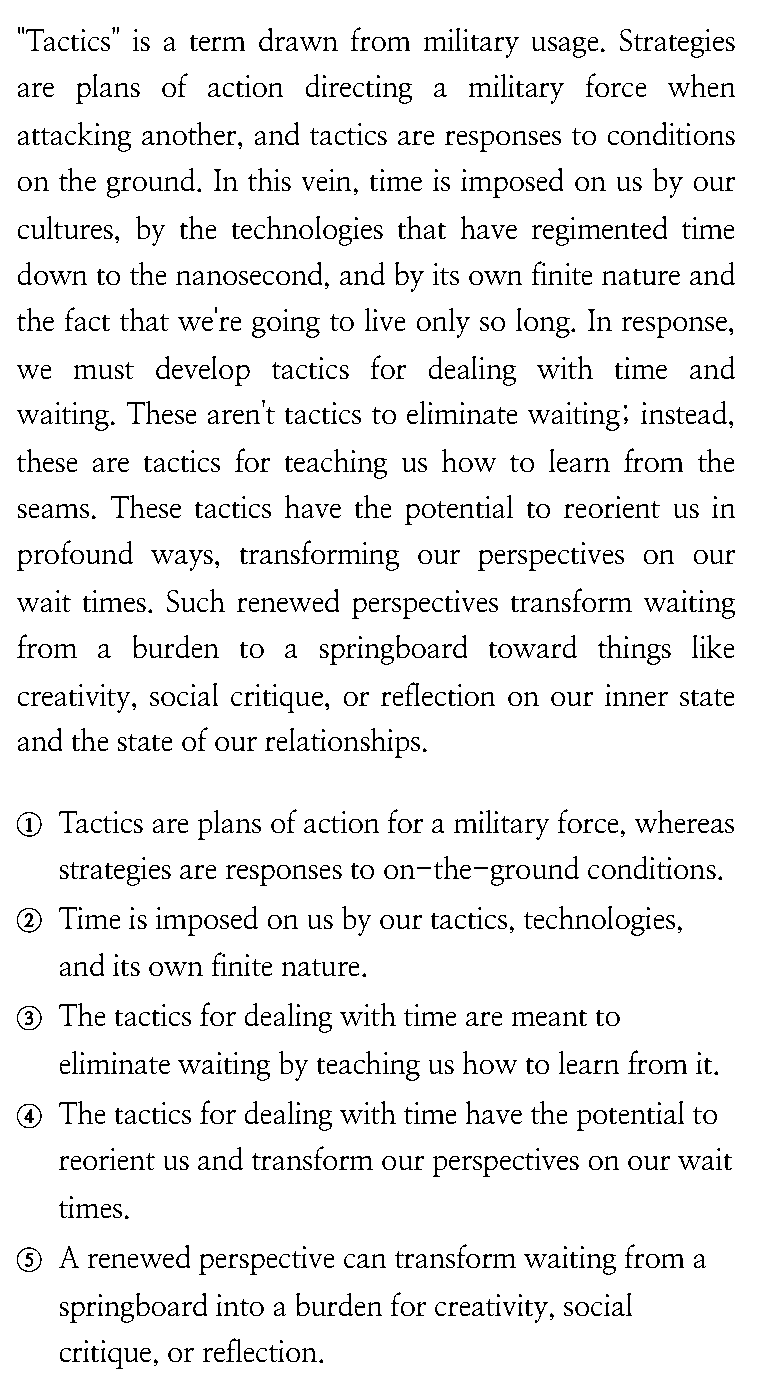 "Tactics" is a term drawn from military usage. Strategies
are plans of action directing a military force when
attacking another, and tactics are responses to conditions
on the ground. In this vein, time is imposed on us by our
cultures, by the technologies that have regimented time
down to the nanosecond, and by its own finite nature and
the fact that we're going to live only so long. In response,
we must develop tactics for dealing with time and
waiting. These aren't tactics to eliminate waiting; instead,
these are tactics for teaching us how to learn from the
seams. These tactics have the potential to reorient us in
profound ways, transforming our perspectives on our
wait times. Such renewed perspectives transform waiting
from a burden to a springboard toward things like
creativity, social critique, or reflection on our inner state
and the state of our relationships.
① Tactics are plans of action for a military force, whereas
strategies are responses to on-the-ground conditions.
② Time is imposed on us by our tactics, technologies,
and its own finite nature.
③ The tactics for dealing with time are meant to
eliminate waiting by teaching us how to learn from it.
④ The tactics for dealing with time have the potential to
reorient us and transform our perspectives on our wait
times.
⑤ A renewed perspective can transform waiting from a
springboard into a burden for creativity, social
critique, or reflection.